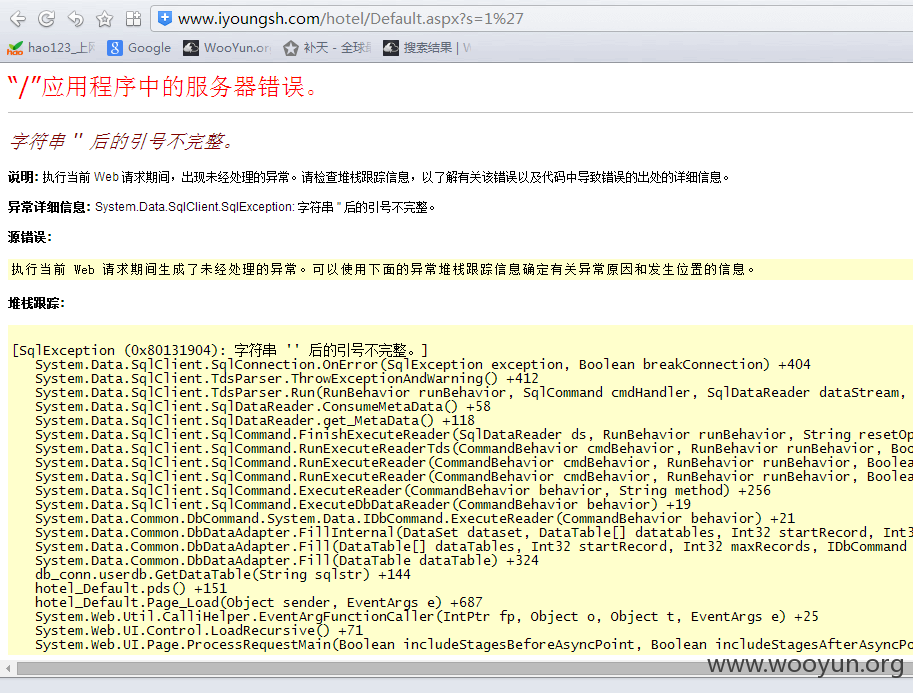 www.iyoungsh.com/hotel/Default.aspx?s=1%27
hao123_上网 Google WooYun.or 补天 - 全球最 搜索结果 | W
“/”应用程序中的服务器错误。
字符串 '' 后的引号不完整。
说明: 执行当前 Web 请求期间，出现未经处理的异常。请检查堆栈跟踪信息，以了解有关该错误以及代码中导致错误的出处的详细信息。
异常详细信息: System.Data.SqlClient.SqlException: 字符串 '' 后的引号不完整。
源错误:
执行当前 Web 请求期间生成了未经处理的异常。可以使用下面的异常堆栈跟踪信息确定有关异常原因和发生位置的信息。
堆栈跟踪:
[SqlException (0x80131904): 字符串 '' 后的引号不完整。]
System.Data.SqlClient.SqlConnection.OnError(SqlException exception, Boolean breakConnection) +404
System.Data.SqlClient.TdsParser.ThrowExceptionAndWarning() +412
System.Data.SqlClient.TdsParser.Run(RunBehavior runBehavior, SqlCommand cmdHandler, SqlDataReader dataStream,
System.Data.SqlClient.SqlDataReader.ConsumeMetaData() +58
System.Data.SqlClient.SqlDataReader.get_MetaData() +118
System.Data.SqlClient.SqlCommand.FinishExecuteReader(SqlDataReader ds, RunBehavior runBehavior, String resetOp
System.Data.SqlClient.SqlCommand.RunExecuteReaderTds(CommandBehavior cmdBehavior, RunBehavior runBehavior, Boo
System.Data.SqlClient.SqlCommand.RunExecuteReader(CommandBehavior cmdBehavior, RunBehavior runBehavior, Boolea
System.Data.SqlClient.SqlCommand.RunExecuteReader(CommandBehavior cmdBehavior, RunBehavior runBehavior, Boolea
System.Data.SqlClient.SqlCommand.ExecuteReader(CommandBehavior behavior, String method) +256
System.Data.SqlClient.SqlCommand.ExecuteDbDataReader(CommandBehavior behavior) +19
System.Data.Common.DbCommand.System.Data.IDbCommand.ExecuteReader(CommandBehavior behavior) +21
System.Data.Common.DbDataAdapter.FillInternal(DataSet dataset, DataTable[] datatables, Int32 startRecord, Int3
System.Data.Common.DbDataAdapter.Fill(DataTable[] dataTables, Int32 startRecord, Int32 maxRecords, IDbCommand
System.Data.Common.DbDataAdapter.Fill(DataTable dataTable) +324
db_conn.userdb.GetDataTable(String sqlstr) +144
hotel_Default.pds() +151
hotel_Default.Page_Load(Object sender, EventArgs e) +687
System.Web.Util.CalliHelper.EventArgFunctionCaller(IntPtr fp, Object o, Object t, EventArgs e) +25
System.Web.UI.Control.LoadRecursive() +71
System.Web.UI.Page.ProcessRequestMain(Boolean includeStagesBeforeAsyncPoint, Boolean includeStagesAfterAsyncPo
www.wooyun.org